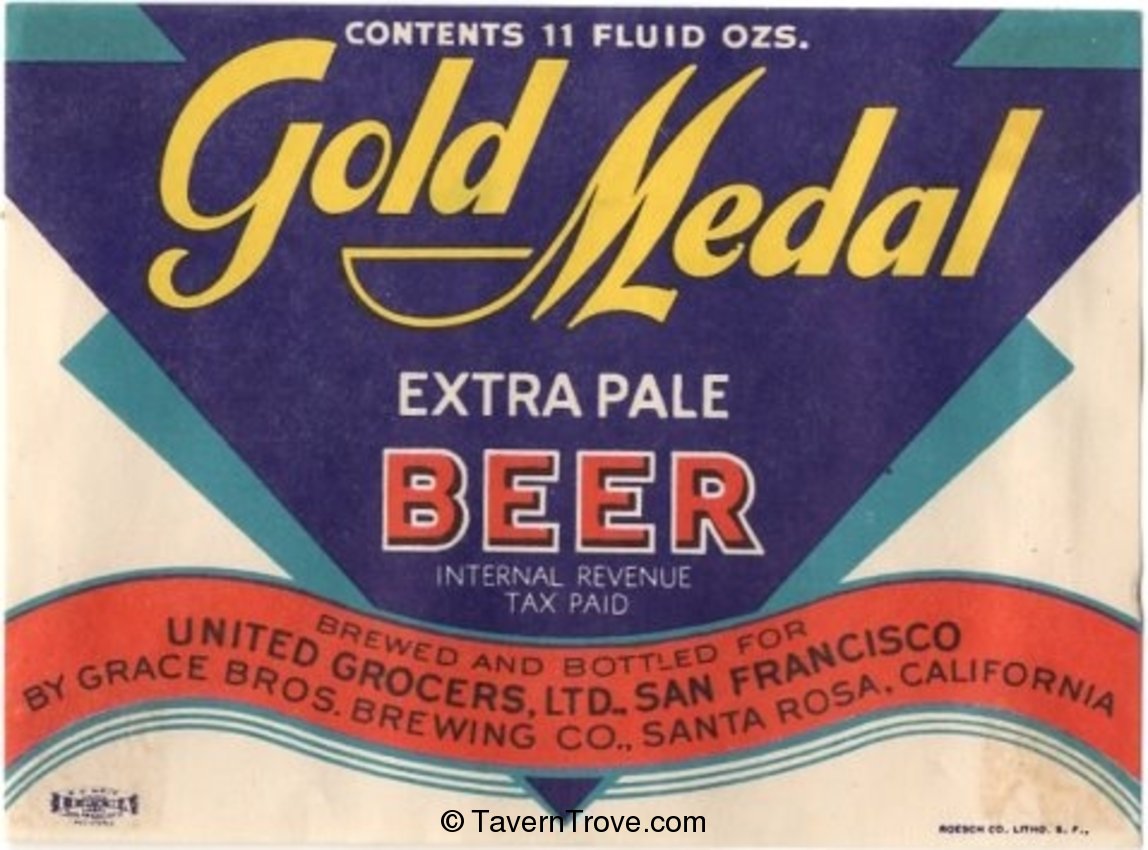 CONTENTS 11 FLUID OZS.
Gold Medal
EXTRA PALE
BEER
INTERNAL REVENUE
TAX PAID
BREWED AND BOTTLED FOR
UNITED GROCERS, LTD., SAN FRANCISCO
BY GRACE BROS. BREWING CO., SANTA ROSA, CALIFORNIA
ROESCH CO. LITHO. S. F.,
© TavernTrove.com